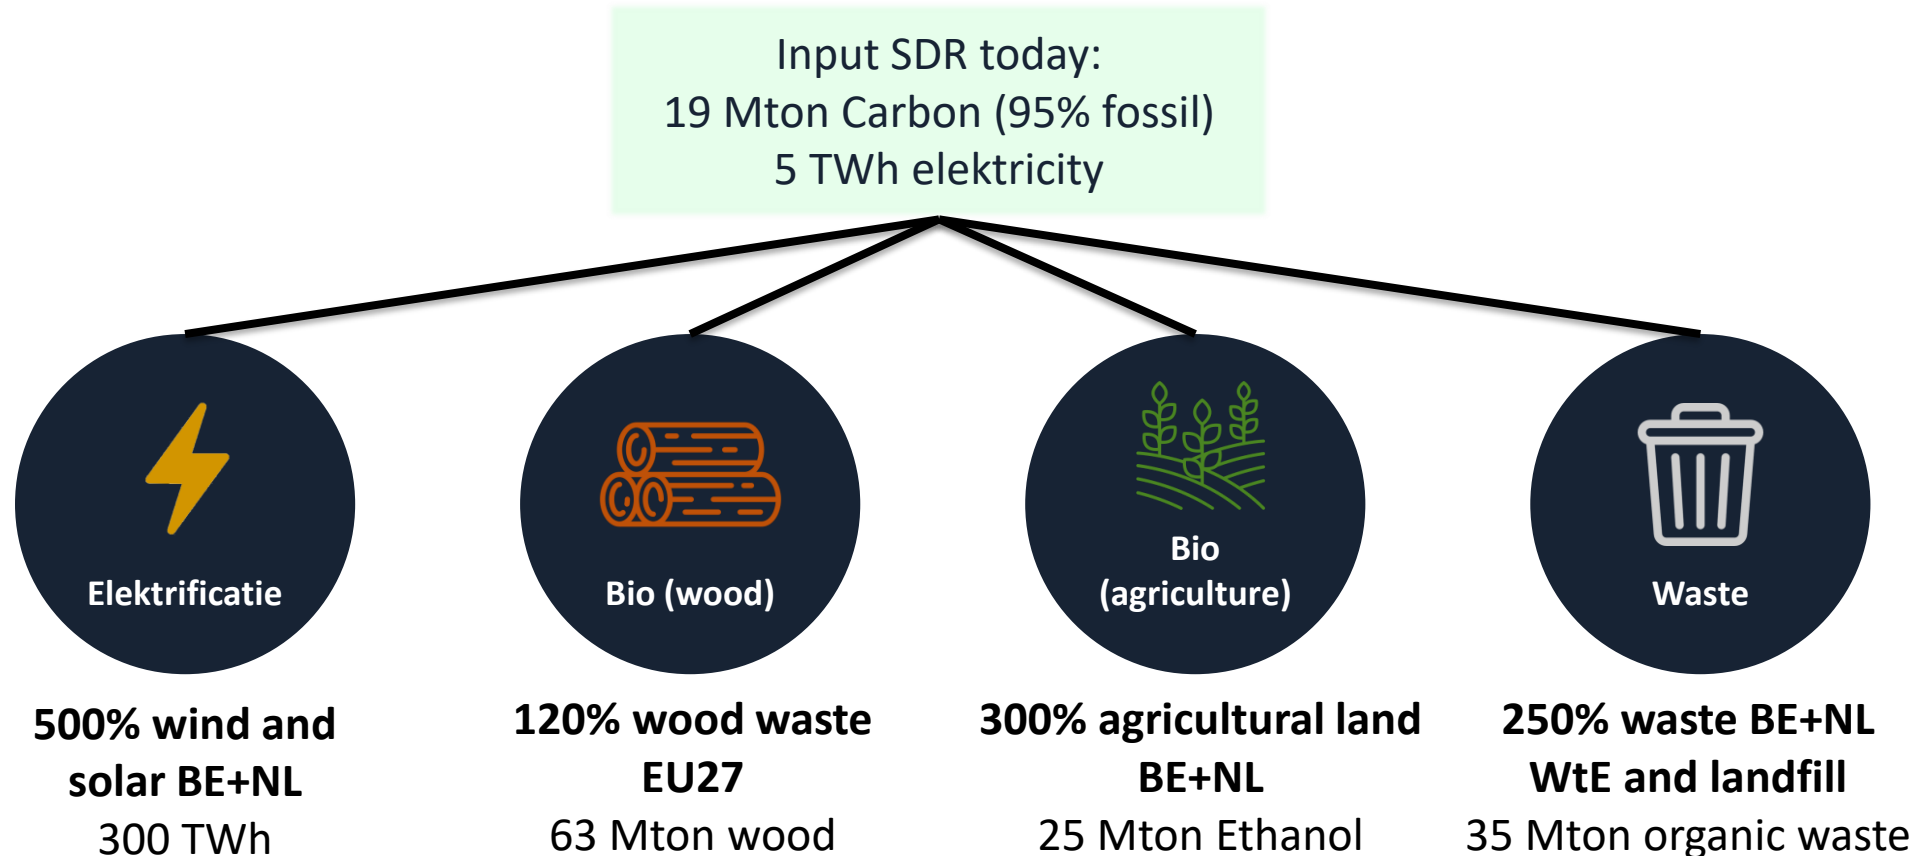 Input SDR today:
19 Mton Carbon (95% fossil)
5 TWh elektricity
Elektrificatie
Bio (wood)
Bio
(agriculture)
Waste
500% wind and
solar BE+NL
300 TWh
120% wood waste
EU27
63 Mton wood
300% agricultural land
BE+NL
25 Mton Ethanol
250% waste BE+NL
WtE and landfill
35 Mton organic waste